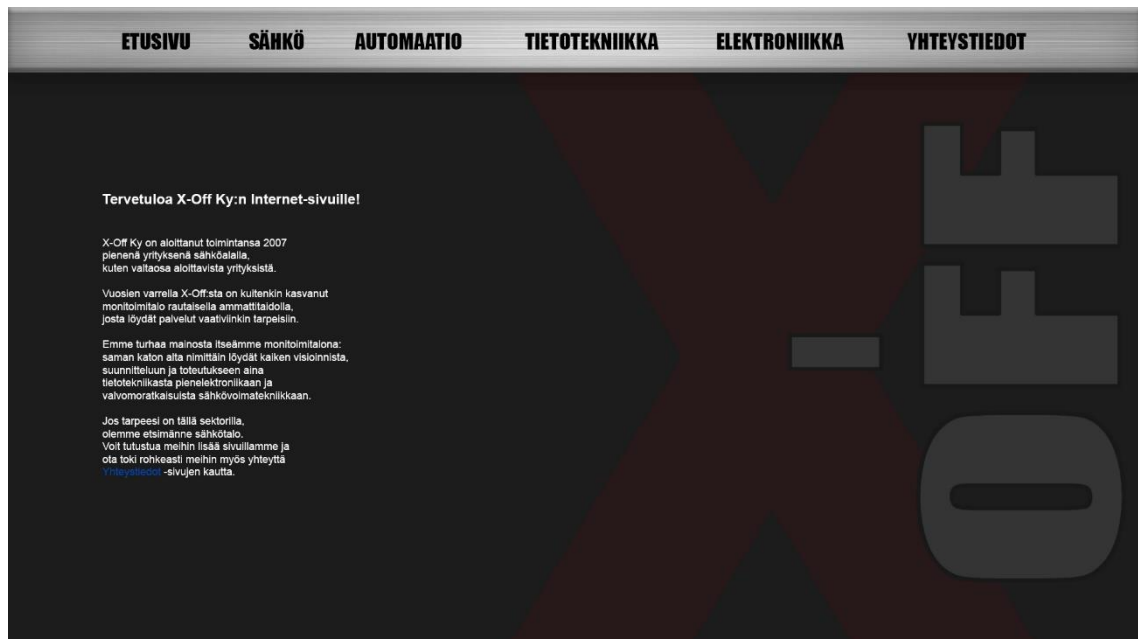 ETUSIVU SÄHKÖ AUTOMAATIO TIETOTEKNIIKKA ELEKTRONIIKKA YHTEYSTIEDOT
Tervetuloa X-Off Ky:n Internet-sivuille!
X-Off Ky on aloittanut toimintansa 2007
pienenä yrityksenä sähköalalla,
kuten valtaosa aloittavista yrityksistä.
Vuosien varrella X-Off:sta on kuitenkin kasvanut
monitoimitalo rautaisella ammattitaidolla,
josta löydät palvelut vaativiinkin tarpeisiin.
Emme turhaa mainosta itseämme monitoimitalona:
saman katon alta nimittäin löydät kaiken visioinnista,
suunnitteluun ja toteutukseen aina
tietotekniikasta pienelektroniikaan ja
valvomoratkaisuista sähkövoimatekniikkaan.
Jos tarpeesi on tällä sektorilla,
olemme etsimänne sähkötalo.
Voit tutustua meihin lisää sivuillamme ja
ota toki rohkeasti meihin myös yhteyttä
Yhteystiedot -sivujen kautta.
X-OFF